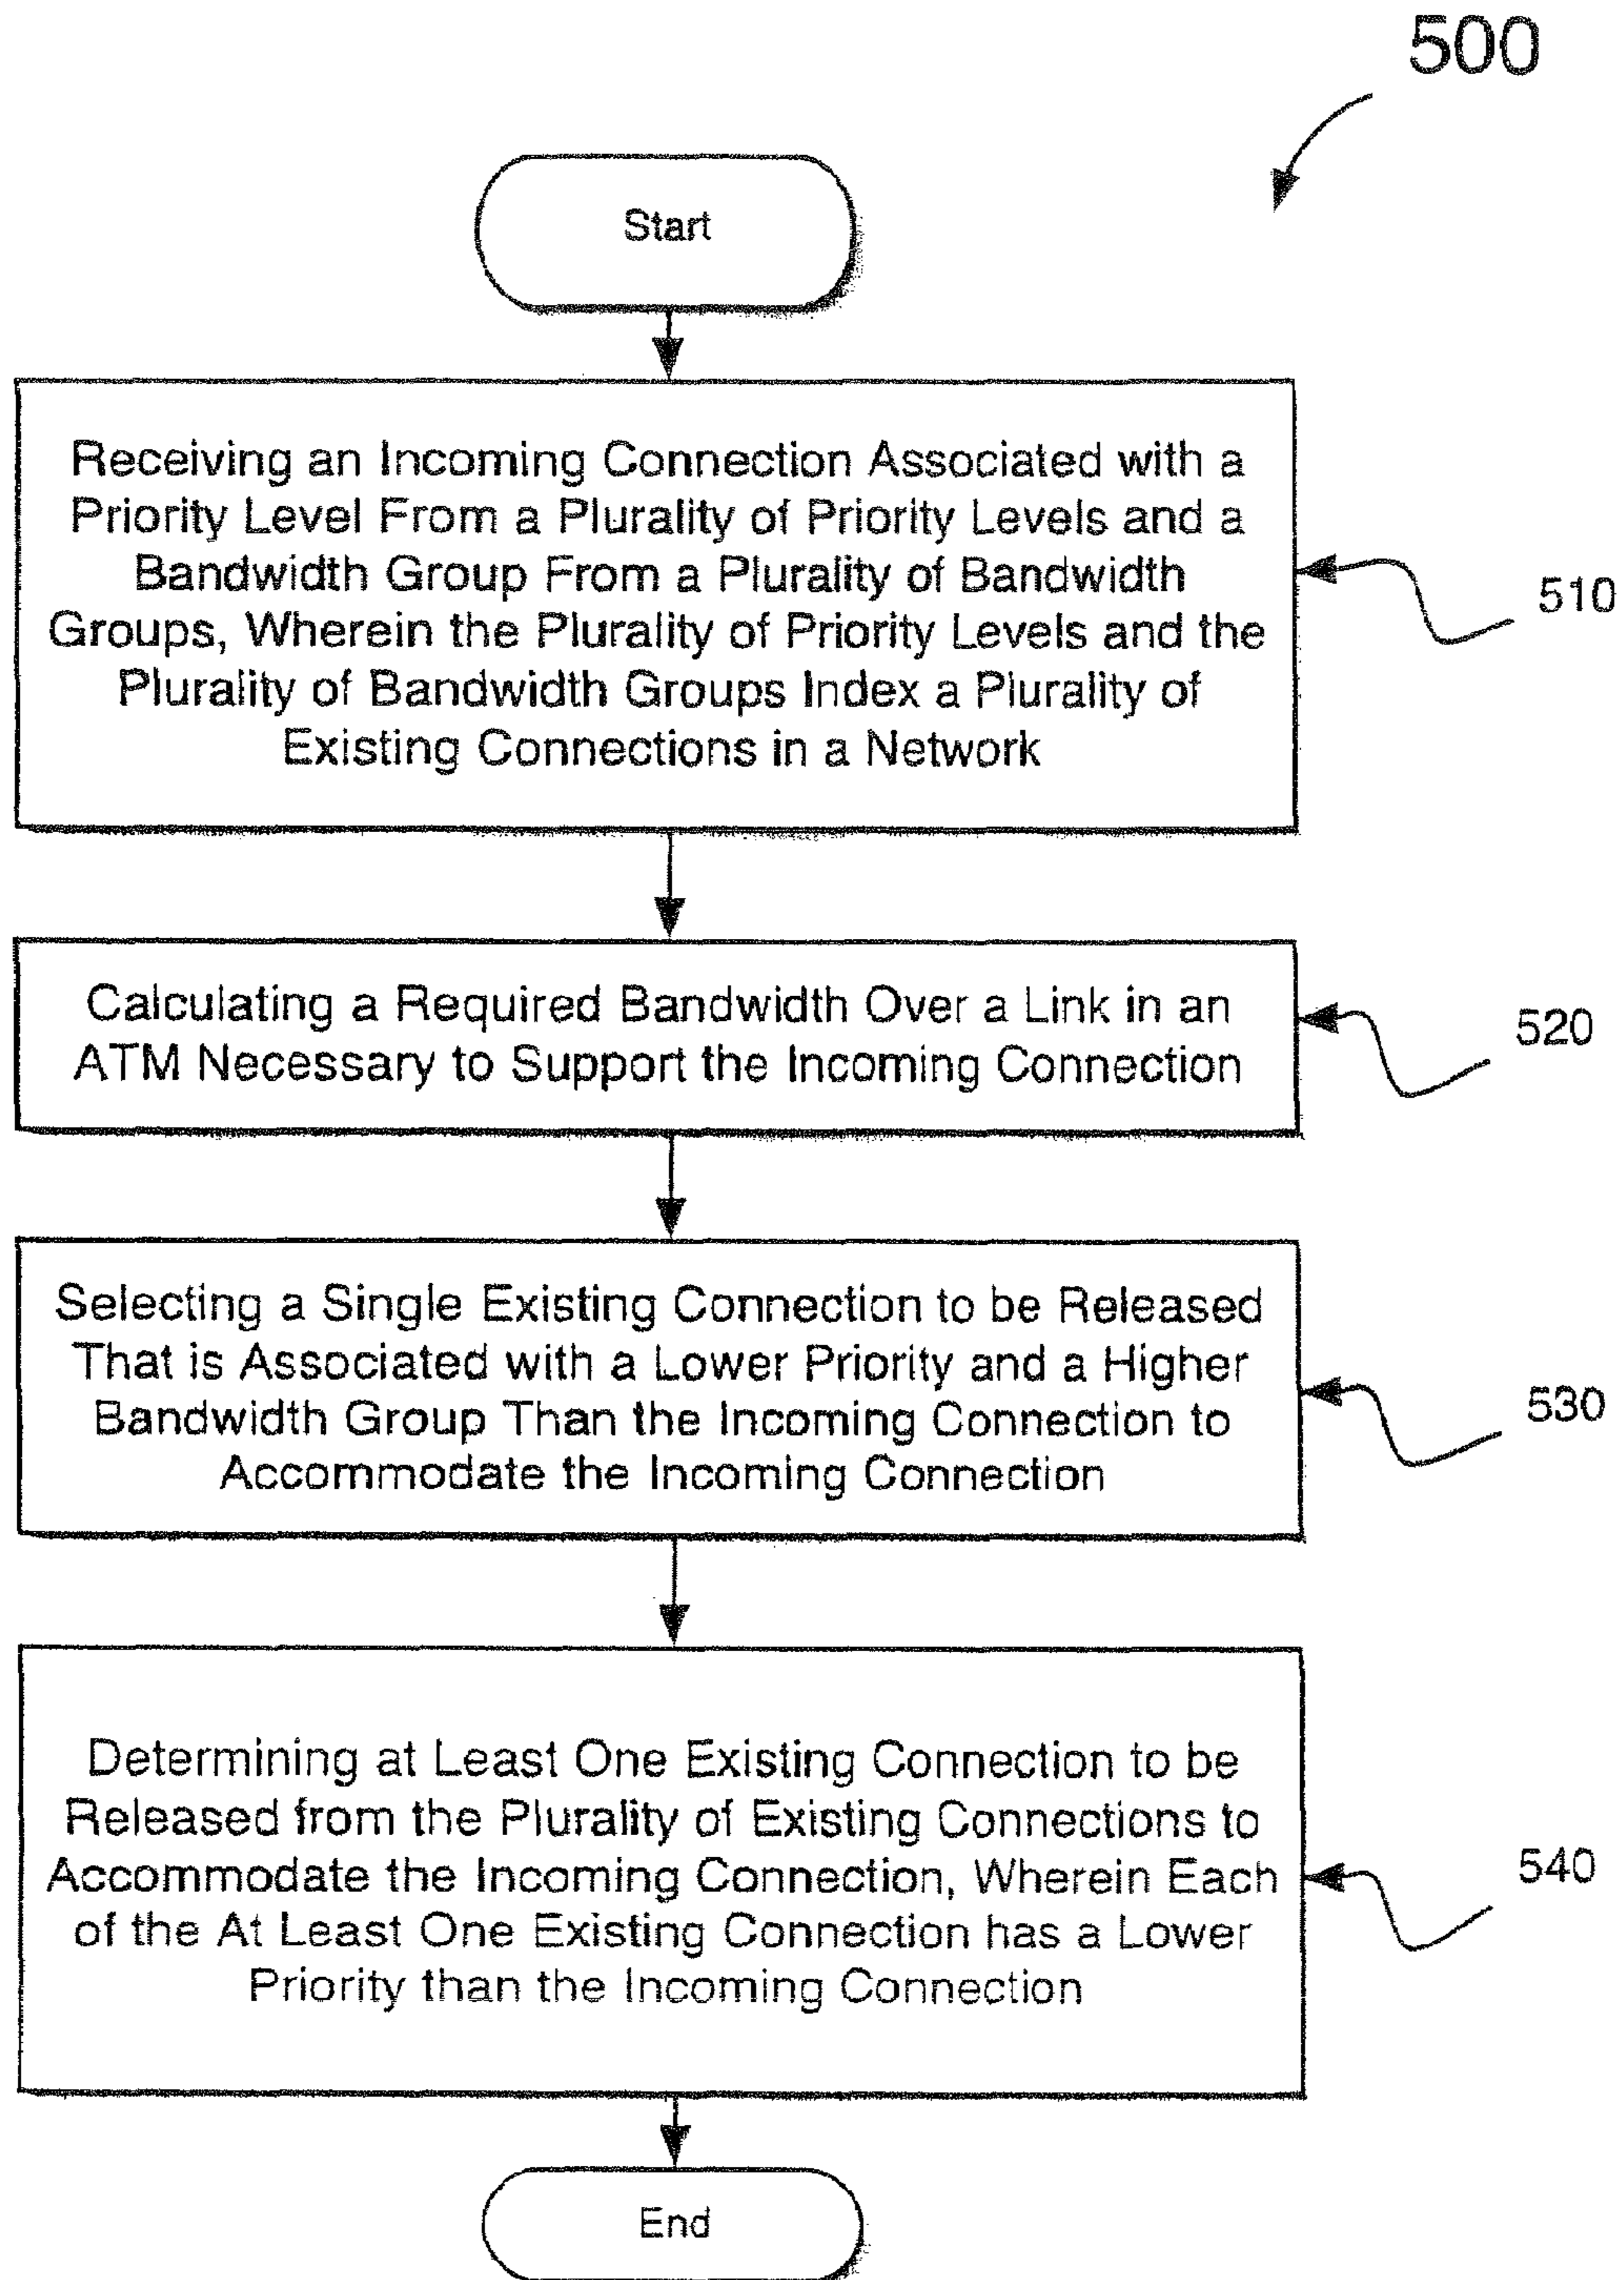 500
Start
Receiving an Incoming Connection Associated with a
Priority Level From a Plurality of Priority Levels and a
Bandwidth Group From a Plurality of Bandwidth
Groups, Wherein the Plurality of Priority Levels and the
Plurality of Bandwidth Groups Index a Plurality of
Existing Connections in a Network
510
Calculating a Required Bandwidth Over a Link in an
ATM Necessary to Support the Incoming Connection
520
Selecting a Single Existing Connection to be Released
That is Associated with a Lower Priority and a Higher
Bandwidth Group Than the Incoming Connection to
Accommodate the Incoming Connection
530
Determining at Least One Existing Connection to be
Released from the Plurality of Existing Connections to
Accommodate the Incoming Connection, Wherein Each
of the At Least One Existing Connection has a Lower
Priority than the Incoming Connection
540
End